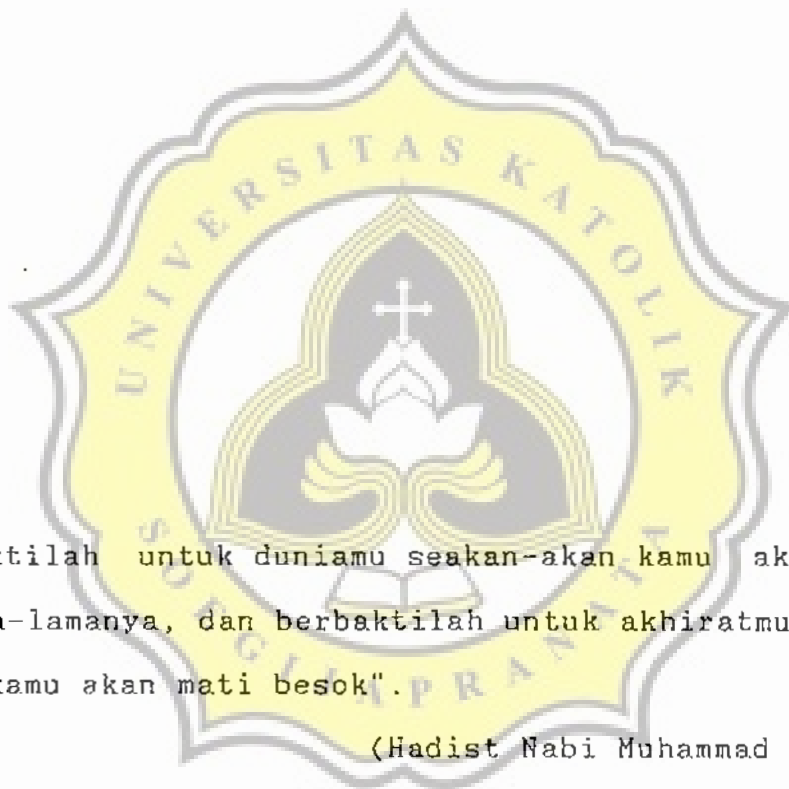 UNIVERSITAS KATOLIK
SOEGIJAPRANATA
tilah untuk duniamu seakan-akan kamu ak
-lamanya, dan berbaktilah untuk akhiratmu
kamu akan mati besok".
(Hadist Nabi Muhammad